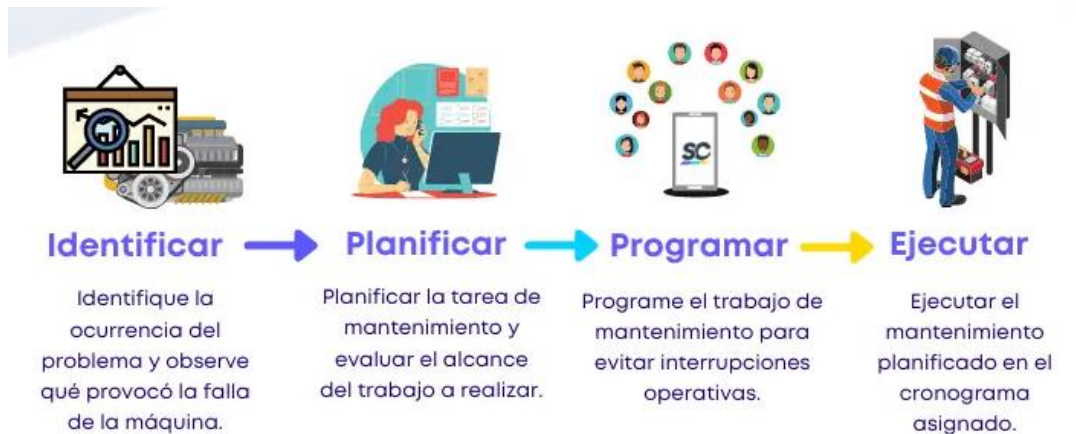 SC
Identificar
Planificar
Programar
Ejecutar
Identifique la
ocurrencia del
problema y observe
qué provocó la falla
de la máquina.
Planificar la tarea de
mantenimiento y
evaluar el alcance
del trabajo a realizar.
Programe el trabajo de
mantenimiento para
evitar interrupciones
operativas.
Ejecutar el
mantenimiento
planificado en el
cronograma
asignado.